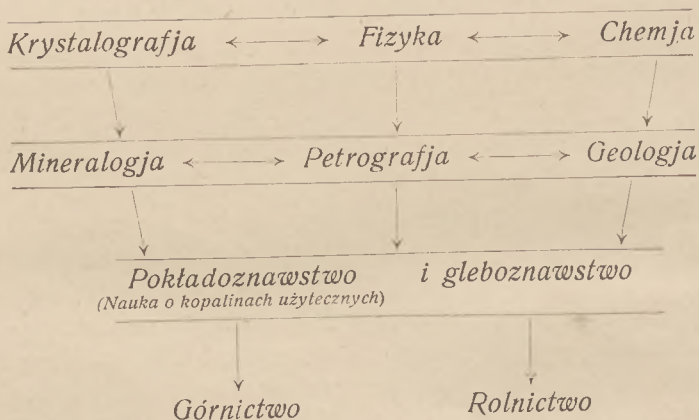 Krystalografja Fizyka Chemja
Mineralogja Petrografja Geologja
Pokładoznawstwo i gleboznawstwo
(Nauka o kopalinach użytecznych)
Górnictwo Rolnictwo